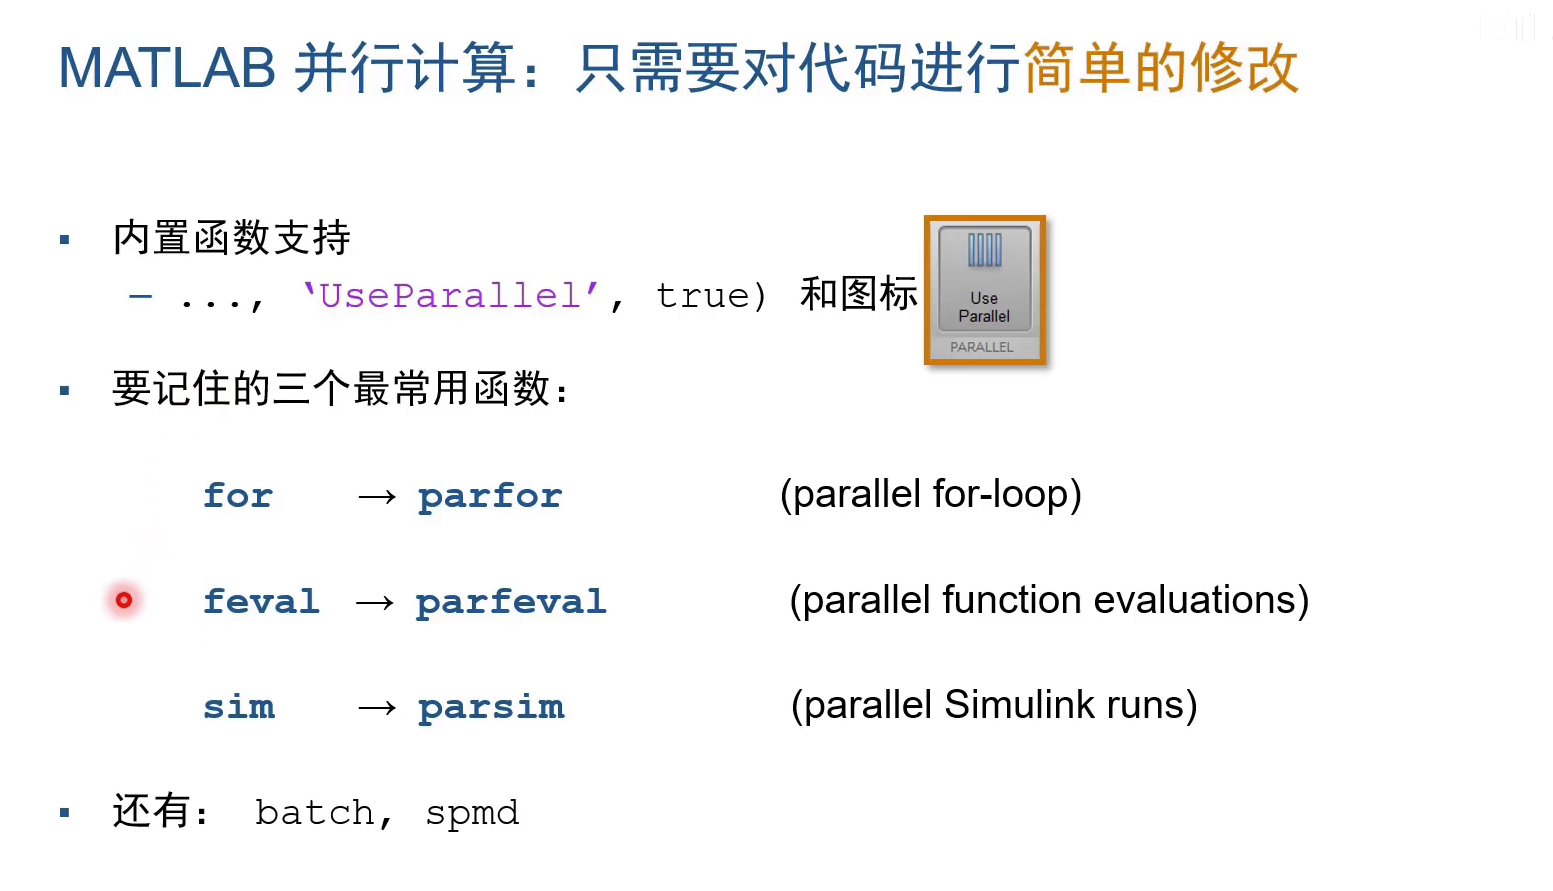 MATLAB 并行计算：只需要对代码进行简单的修改
▪ 内置函数支持
– ..., ‘UseParallel’, true) 和图标
Use
Parallel
PARALLEL
▪ 要记住的三个最常用函数：
for → parfor (parallel for-loop)
feval → parfeval (parallel function evaluations)
sim → parsim (parallel Simulink runs)
▪ 还有： batch, spmd